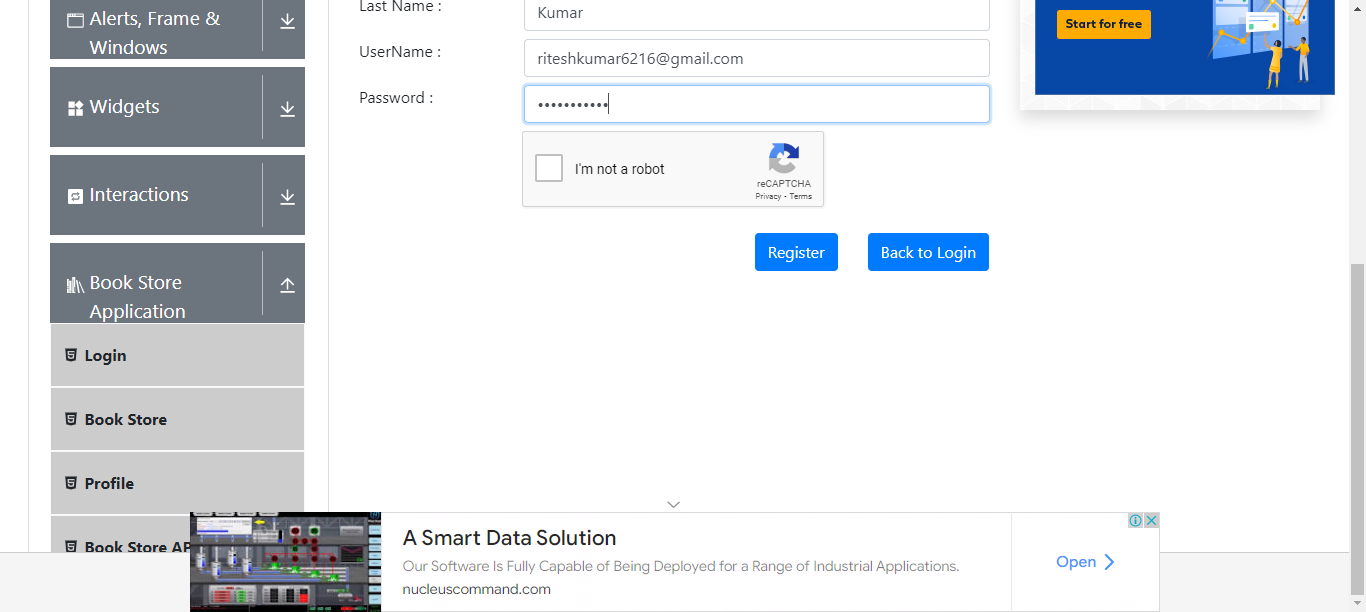 Alerts, Frame &
Windows
Widgets
Interactions
Book Store
Application
Login
Book Store
Profile
Book Store AP
Last Name :
Kumar
UserName :
riteshkumar6216@gmail.com
Password :
•••••••••••
I'm not a robot
reCAPTCHA
Privacy - Terms
Register
Back to Login
Start for free
A Smart Data Solution
Our Software Is Fully Capable of Being Deployed for a Range of Industrial Applications.
nucleuscommand.com
Open